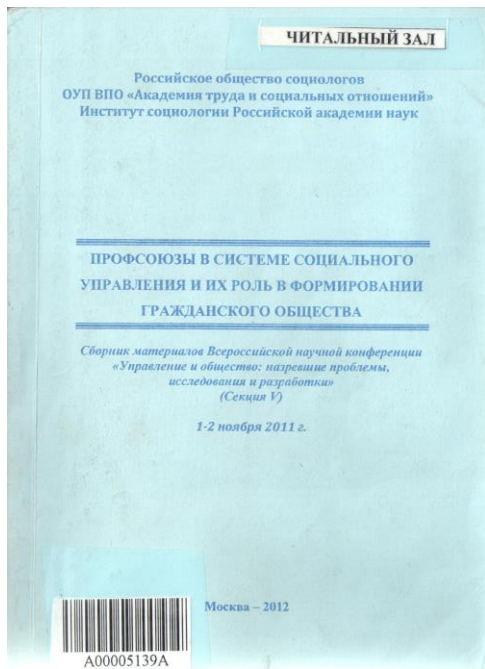 ЧИТАЛЬНЫЙ ЗАЛ
Российское общество социологов
ОУП ВПО «Академия труда и социальных отношений»
Институт социологии Российской академии наук
ПРОФСОЮЗЫ В СИСТЕМЕ СОЦИАЛЬНОГО
УПРАВЛЕНИЯ И ИХ РОЛЬ В ФОРМИРОВАНИИ
ГРАЖДАНСКОГО ОБЩЕСТВА
Сборник материалов Всероссийской научной конференции
«Управление и общество: назревшие проблемы,
исследования и разработки»
(Секция V)
1-2 ноября 2011 г.
Москва – 2012
A00005139A